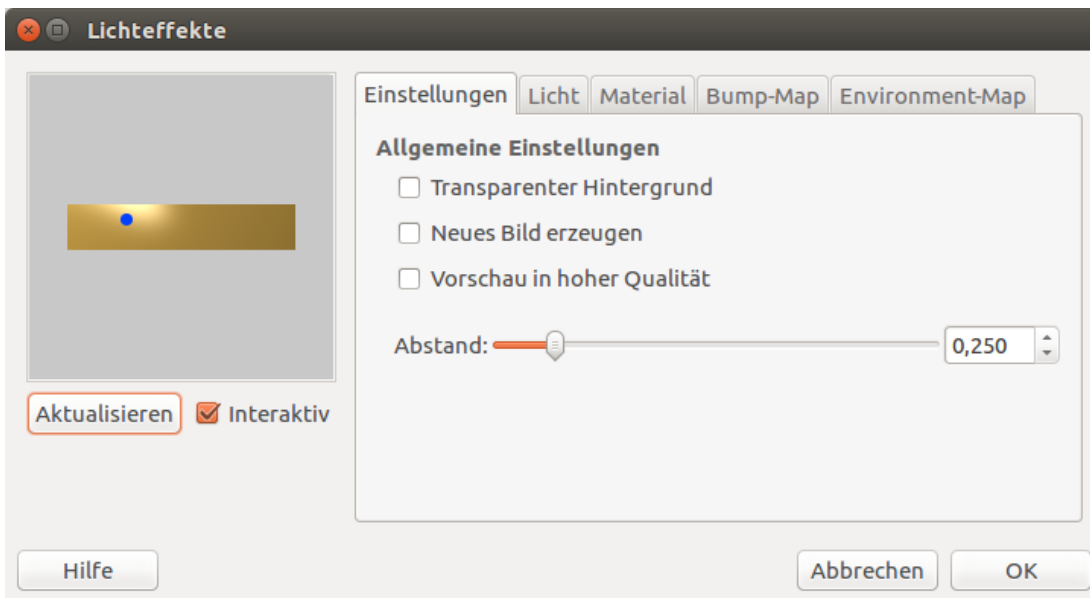 Lichteffekte
Einstellungen Licht Material Bump-Map Environment-Map
Allgemeine Einstellungen
Transparenter Hintergrund
Neues Bild erzeugen
Vorschau in hoher Qualität
Abstand: 0,250
Aktualisieren Interaktiv
Hilfe Abbrechen OK